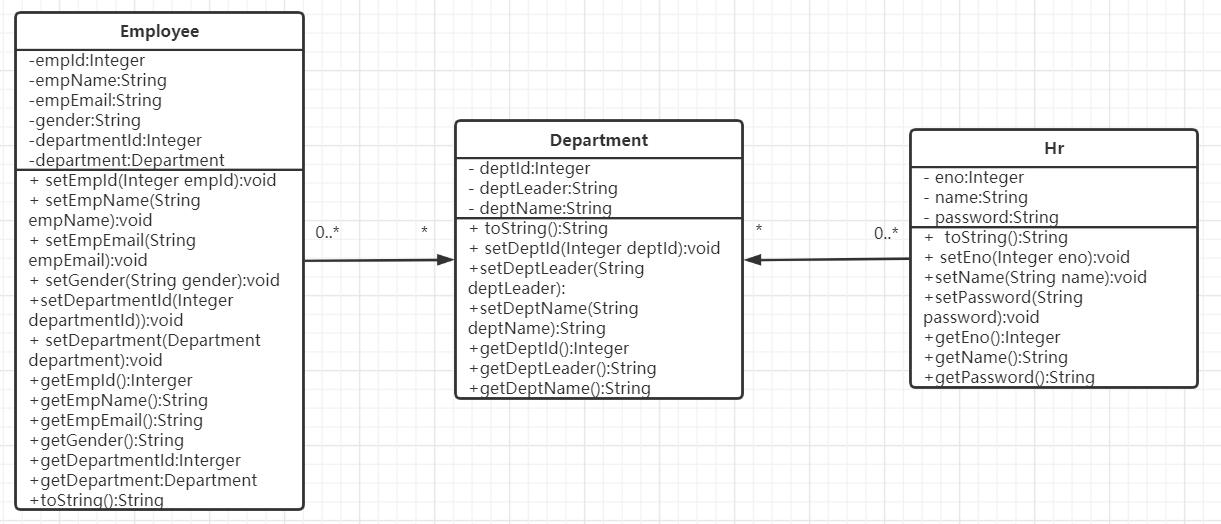 Employee
-empId:Integer
-empName:String
-empEmail:String
-gender:String
-departmentId:Integer
-department:Department
+ setEmpId(Integer empId):void
+ setEmpName(String
empName):void
+ setEmpEmail(String
empEmail):void
+ setGender(String gender):void
+setDepartmentId(Integer
departmentId)):void
+ setDepartment(Department
department):void
+getEmpId():Interger
+getEmpName():String
+getEmpEmail():String
+getGender():String
+getDepartmentId:Interger
+getDepartment:Department
+toString():String
0..*
*
Department
- deptId:Integer
- deptLeader:String
- deptName:String
+ toString():String
+ setDeptId(Integer deptId):void
+setDeptLeader(String
deptLeader):
+setDeptName(String
deptName):String
+getDeptId():Integer
+getDeptLeader():String
+getDeptName():String
*
0..*
Hr
- eno:Integer
- name:String
- password:String
+ toString():String
+ setEno(Integer eno):void
+setName(String name):void
+setPassword(String
password):void
+getEno():Integer
+getName():String
+getPassword():String